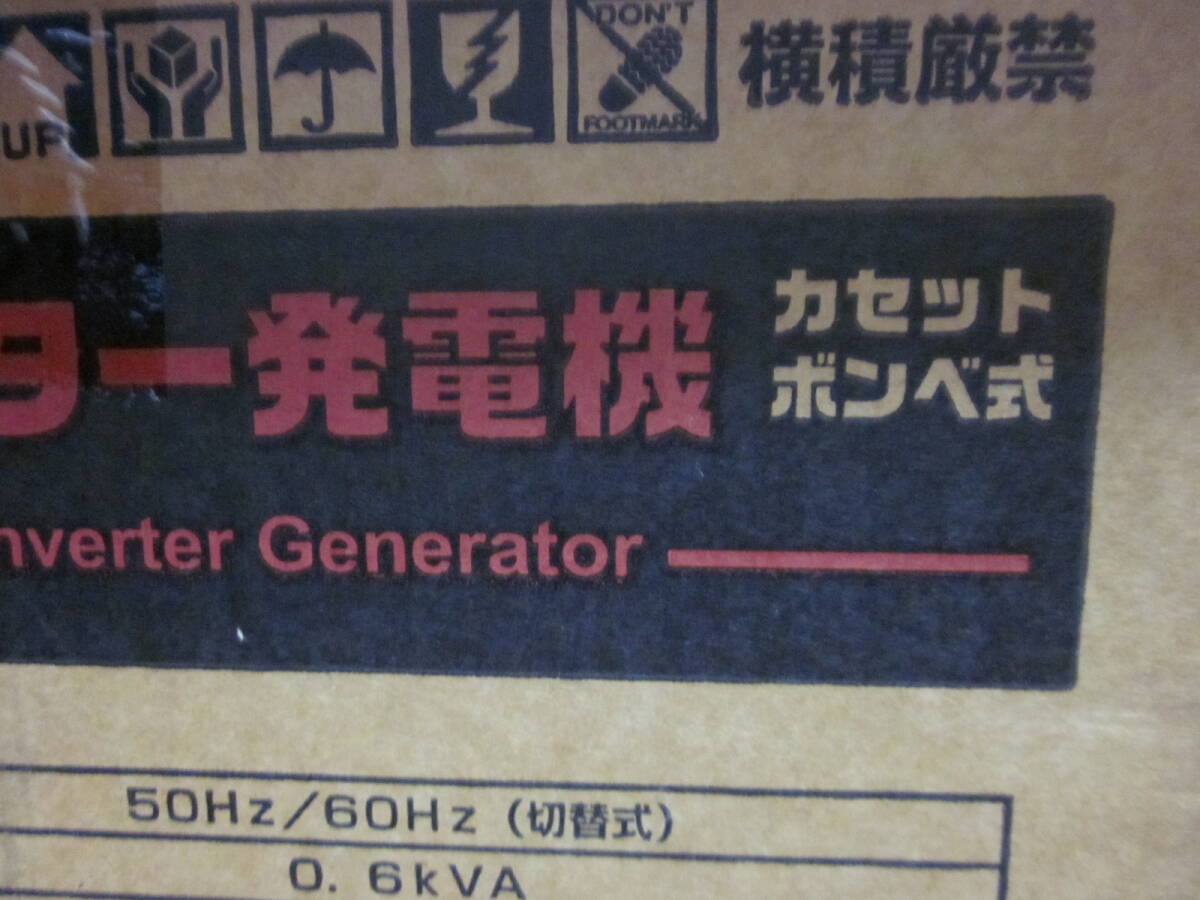 UP
DON'T
FOOTMARK
横積厳禁
ター発電機
カセット
ボンベ式
nverter Generator
50Hz/60Hz (切替式)
0. 6kVA